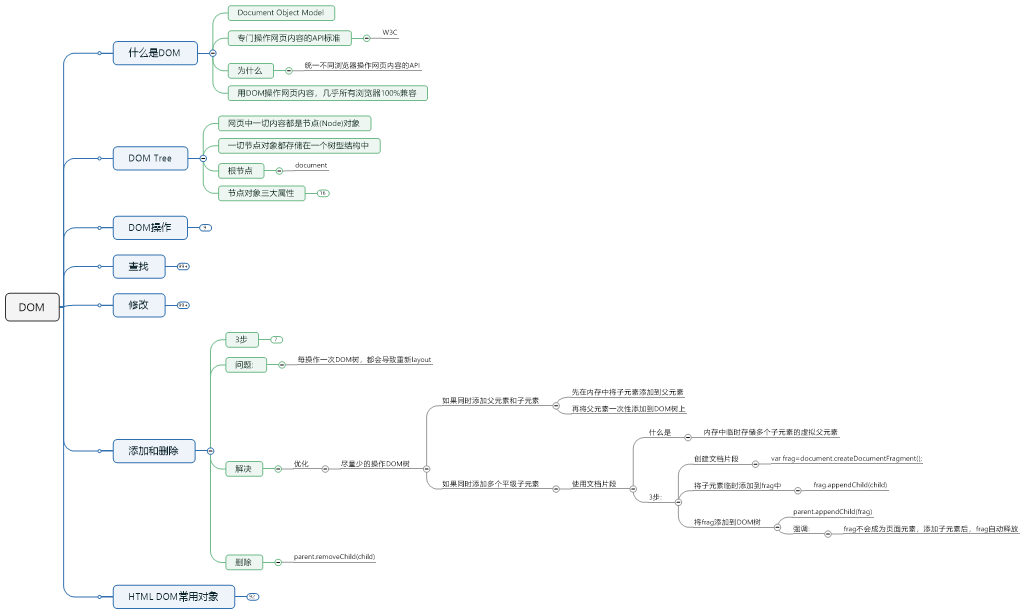 DOM
什么是DOM
Document Object Model
专门操作网页内容的API标准
W3C
为什么
统一不同浏览器操作网页内容的API
用DOM操作网页内容，几乎所有浏览器100%兼容
DOM Tree
网页中一切内容都是节点(Node)对象
一切节点对象都存储在一个树型结构中
根节点
document
节点对象三大属性
16
DOM操作
查找
修改
添加和删除
3步
7
问题:
每操作一次DOM树，都会导致重新layout
解决
优化
尽量少的操作DOM树
如果同时添加父元素和子元素
先在内存中将子元素添加到父元素
再将父元素一次性添加到DOM树上
如果同时添加多个平级子元素
使用文档片段
什么是
内存中临时存储多个子元素的虚拟父元素
3步:
创建文档片段
var frag=document.createDocumentFragment();
将子元素临时添加到frag中
frag.appendChild(child)
将frag添加到DOM树
parent.appendChild(frag)
强调:
frag不会成为页面元素，添加子元素后，frag自动释放
删除
parent.removeChild(child)
HTML DOM常用对象